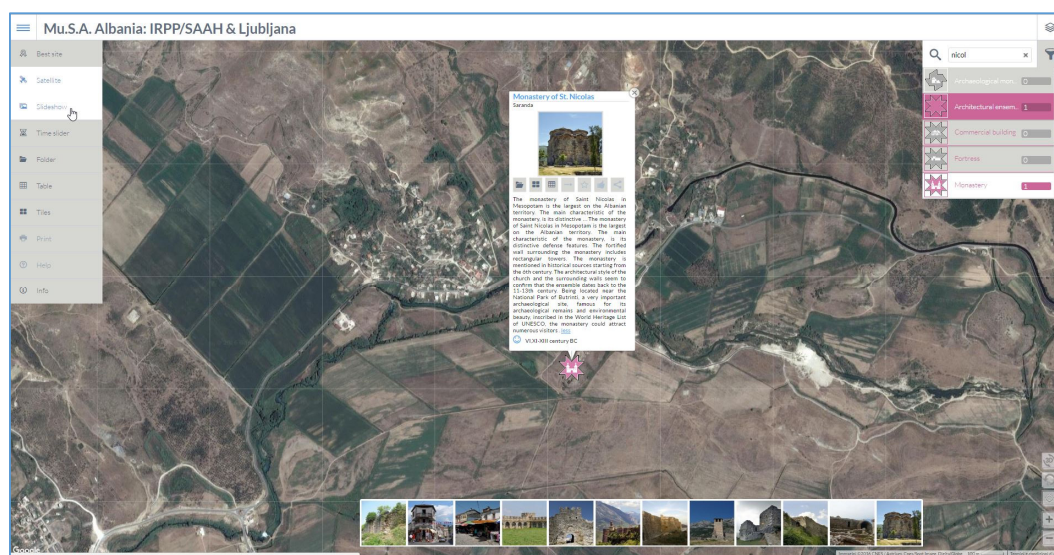 Mu.S.A. Albania: IRPP/SAAH & Ljubljana
Best site
Satellite
Slideshow
Time slider
Folder
Table
Tiles
Print
Help
Info
Monastery of St. Nicolas
Saranda
The monastery of Saint Nicolas in
Mesopotam is the largest on the Albanian
territory. The main characteristic of the
monastery, is its distinctive ... The monastery
of Saint Nicolas in Mesopotam is the largest
on the Albanian territory. The main
characteristic of the monastery, is its
distinctive defense features. The fortified
wall surrounding the monastery includes
rectangular towers. The monastery is
mentioned in historical sources starting from
the 6th century. The architectural style of the
church and the surrounding walls seem to
confirm that the ensemble dates back to the
11-13th century. Being located near the
National Park of Butrinti, a very important
archaeological site, famous for its
archaeological remains and environmental
beauty, inscribed in the World Heritage List
of UNESCO, the monastery could attract
numerous visitors. less
VI,XI-XIII century BC
nicol ×
Archaeological mon... 0
Architectural ensem... 1
Commercial building 0
Fortress 0
Monastery 1
Google